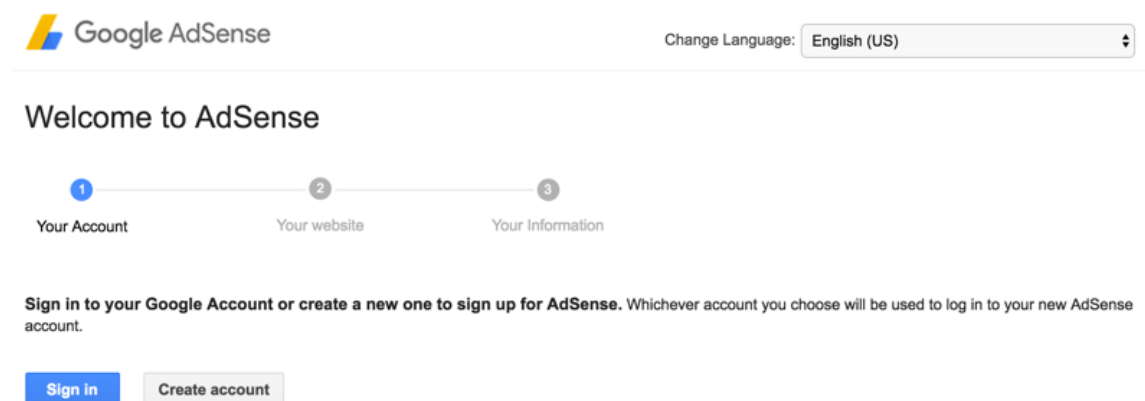 Google AdSense
Change Language: English (US)
Welcome to AdSense
1 2 3
Your Account Your website Your Information
Sign in to your Google Account or create a new one to sign up for AdSense. Whichever account you choose will be used to log in to your new AdSense
account.
Sign in Create account